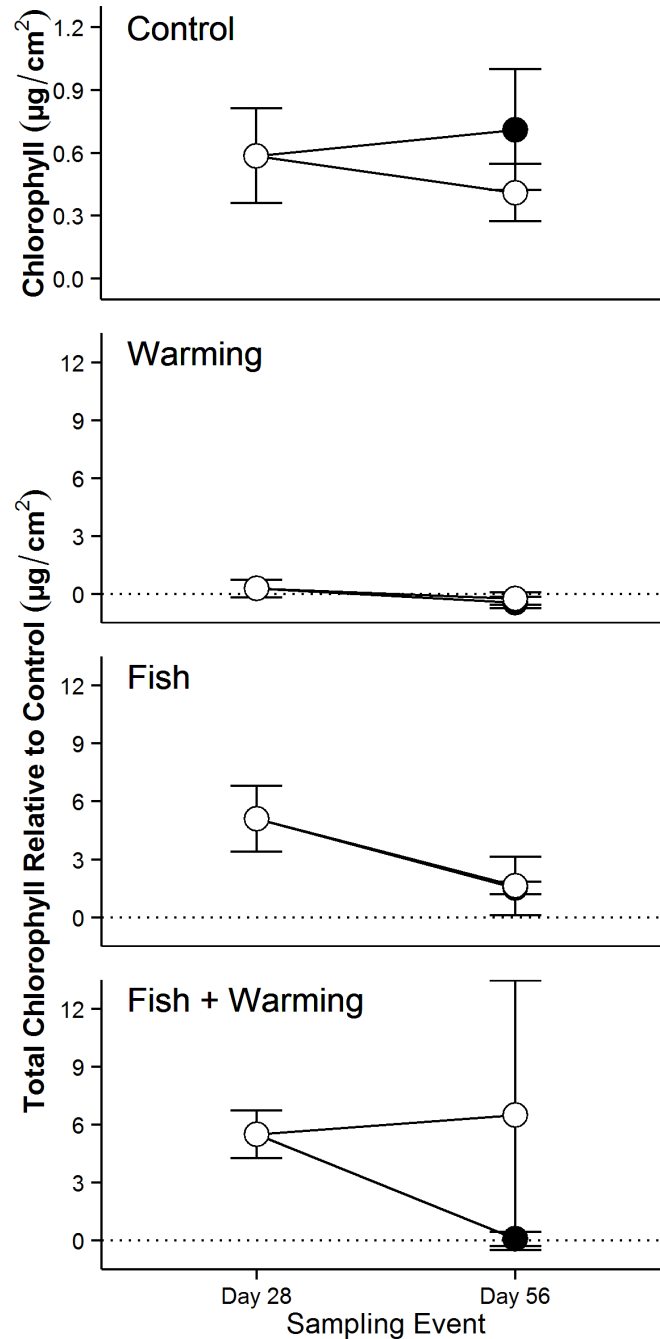 Control
Chlorophyll (µg/cm²)
1.2
0.9
0.6
0.3
0.0
Warming
Total Chlorophyll Relative to Control (µg/cm²)
12
9
6
3
0
Fish
12
9
6
3
0
Fish + Warming
12
9
6
3
0
Day 28
Day 56
Sampling Event